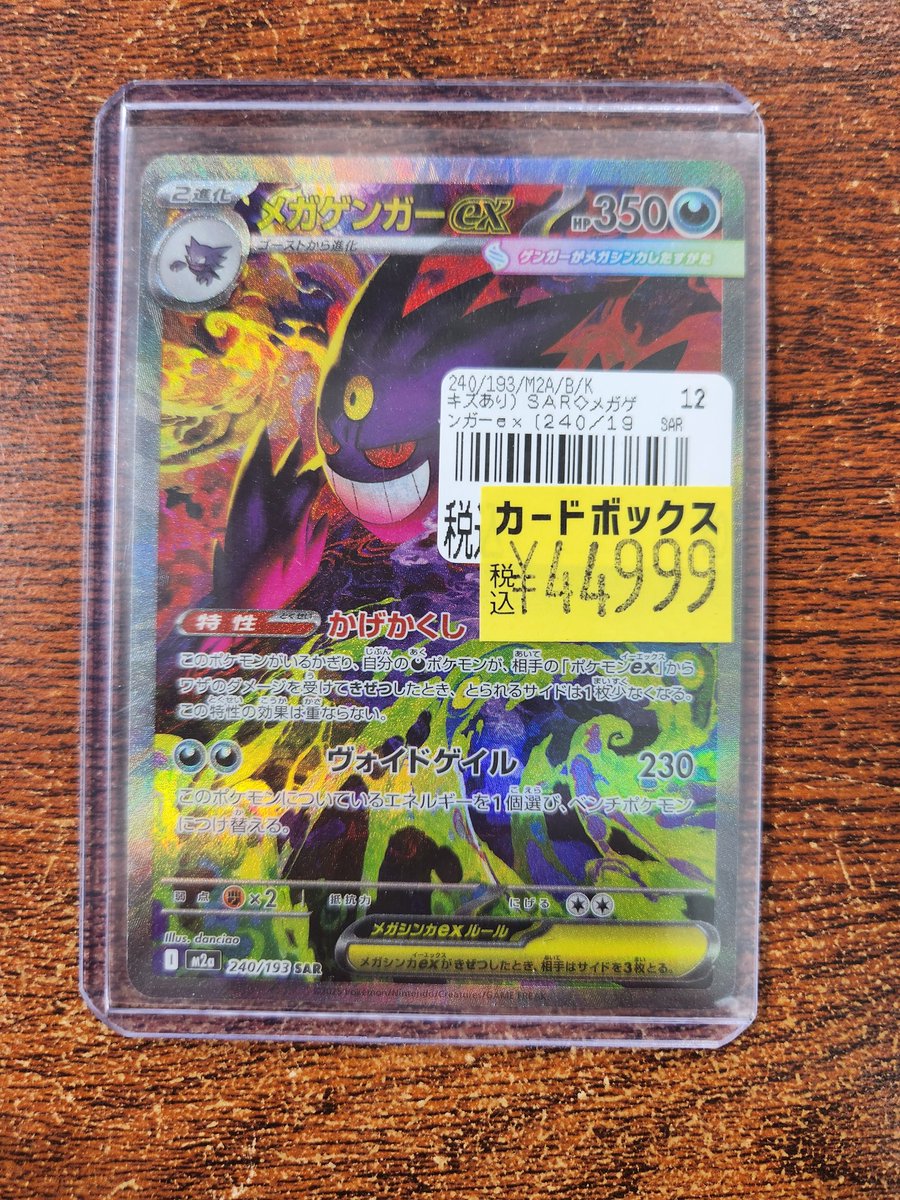 2進化
メガゲンガーex
HP350
ゴーストから進化
ゲンガーがメガシンカしたすがた
240/193/M2A/B/K
キズあり) SAR◇メガゲ
12
ンガーex (240/19
SAR
税
カードボックス
税込
¥44999
特性
とくせい
かげかくし
このポケモンがいるかぎり、自分のポケモンが、相手の「ポケモンex」から
ワザのダメージを受けてきぜつしたとき、とられるサイドは1枚少なくなる。
この特性の効果は重ならない。
ヴォイドゲイル
230
このポケモンについているエネルギーを1個選び、ベンチポケモン
につけ替える。
弱点
×2
抵抗力
にげる
メガシンカexルール
メガシンカexがきぜつしたとき、相手はサイドを3枚とる。
Illus. danciao
I
m2a
240/193 SAR
©2025 Pokémon/Nintendo/Creatures/GAME FREAK